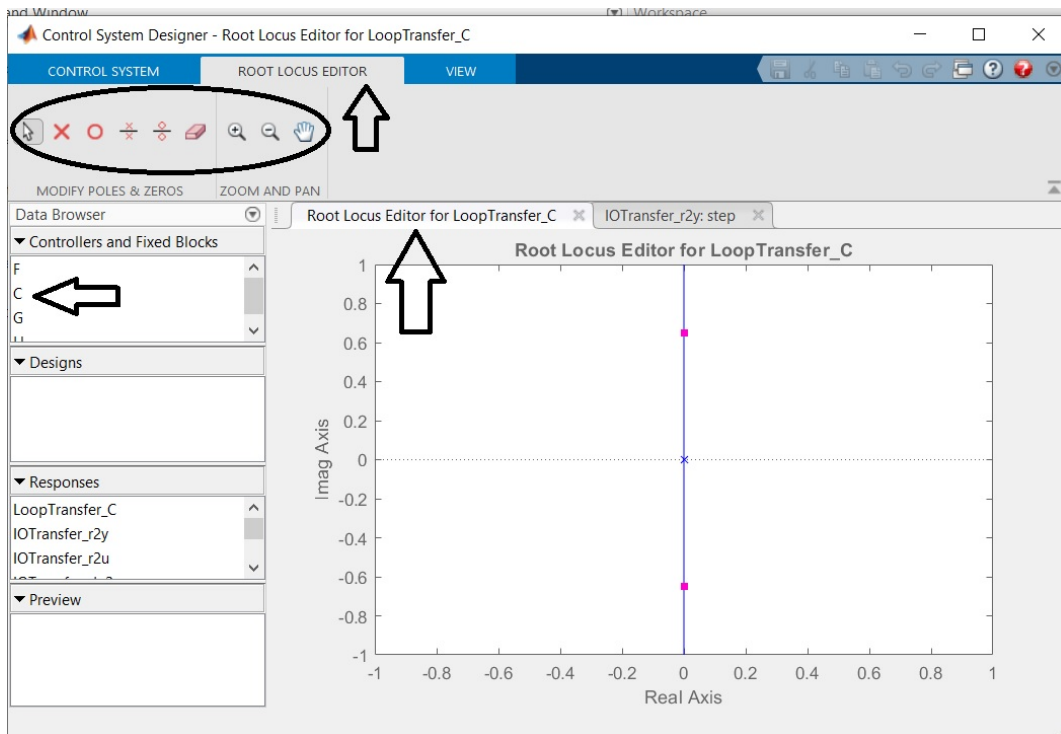 and Window Workspace
Control System Designer - Root Locus Editor for LoopTransfer_C
CONTROL SYSTEM ROOT LOCUS EDITOR VIEW
MODIFY POLES & ZEROS ZOOM AND PAN
Data Browser
Root Locus Editor for LoopTransfer_C IOTransfer_r2y: step
Controllers and Fixed Blocks
F
C
G
Designs
Responses
LoopTransfer_C
IOTransfer_r2y
IOTransfer_r2u
Preview
Root Locus Editor for LoopTransfer_C
1
0.8
0.6
0.4
0.2
0
-0.2
-0.4
-0.6
-0.8
-1
Imag Axis
-1 -0.8 -0.6 -0.4 -0.2 0 0.2 0.4 0.6 0.8 1
Real Axis